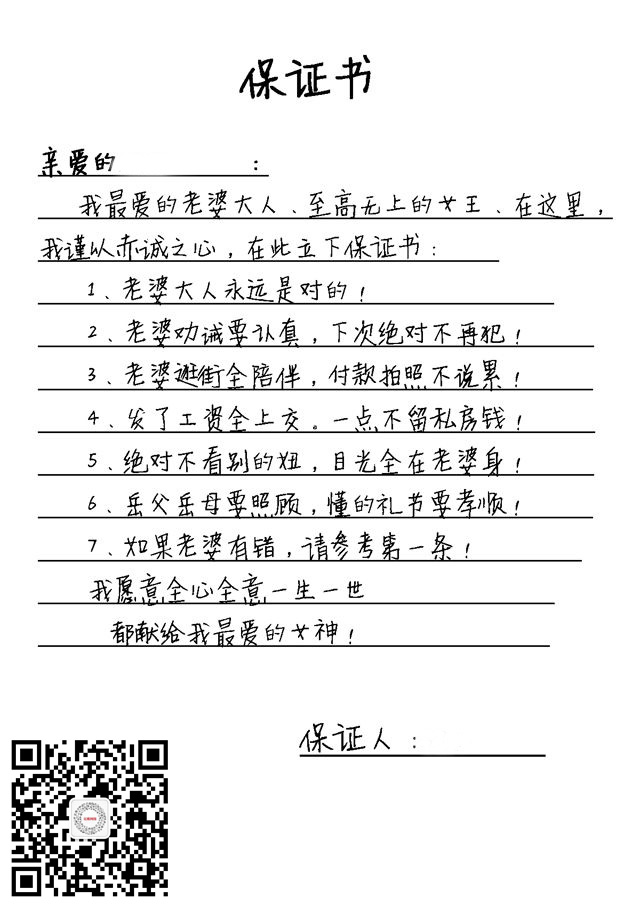 保证书
亲爱的 :
我最爱的老婆大人、至高无上的女王、在这里，
我谨以赤诚之心，在此立下保证书：
1、老婆大人永远是对的！
2、老婆劝诫要认真，下次绝对不再犯！
3、老婆逛街全陪伴，付款拍照不说累！
4、发了工资全上交。一点不留私房钱！
5、绝对不看别的妞，目光全在老婆身！
6、岳父岳母要照顾，懂的礼节要孝顺！
7、如果老婆有错，请参考第一条！
我愿意全心全意一生一世
都献给我最爱的女神！
保证人：